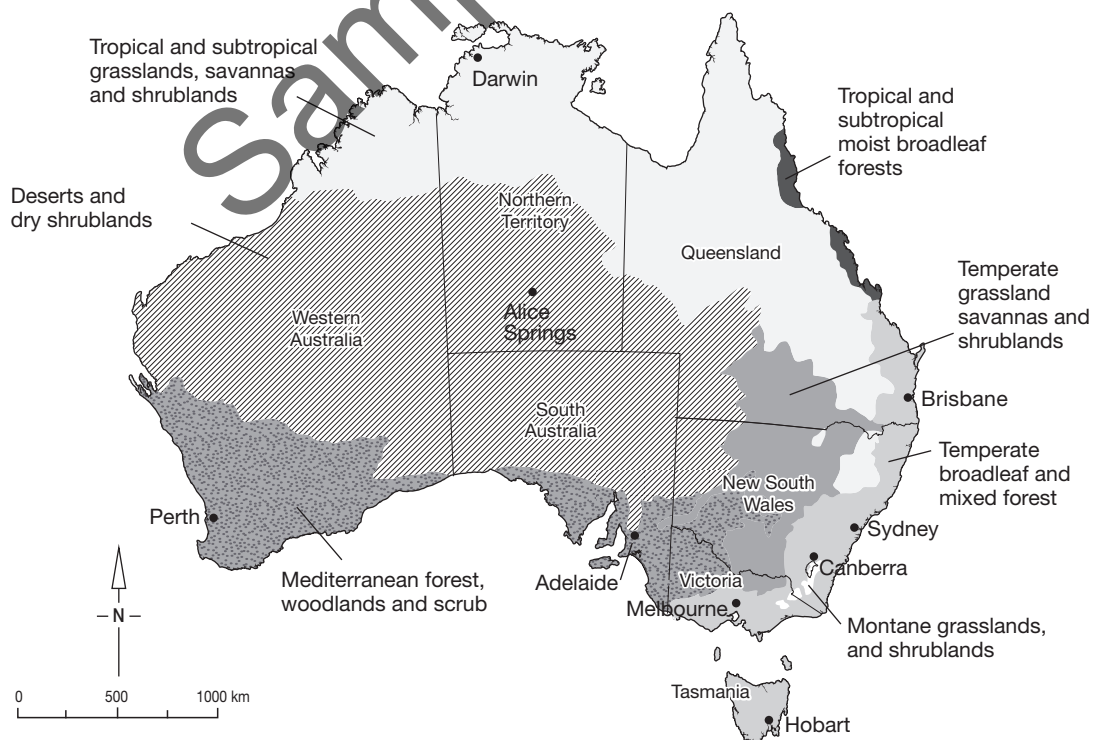 Sam
Tropical and subtropical
grasslands, savannas
and shrublands
Darwin
Tropical and
subtropical
moist broadleaf
forests
Deserts and
dry shrublands
Northern
Territory
Queensland
Temperate
grassland
savannas and
shrublands
Alice
Springs
Western
Australia
South
Australia
Brisbane
Temperate
broadleaf and
mixed forest
New South
Wales
Perth
Sydney
Canberra
Adelaide
Victoria
Mediterranean forest,
woodlands and scrub
Melbourne
N
Montane grasslands,
and shrublands
0 500 1000 km
Tasmania
Hobart